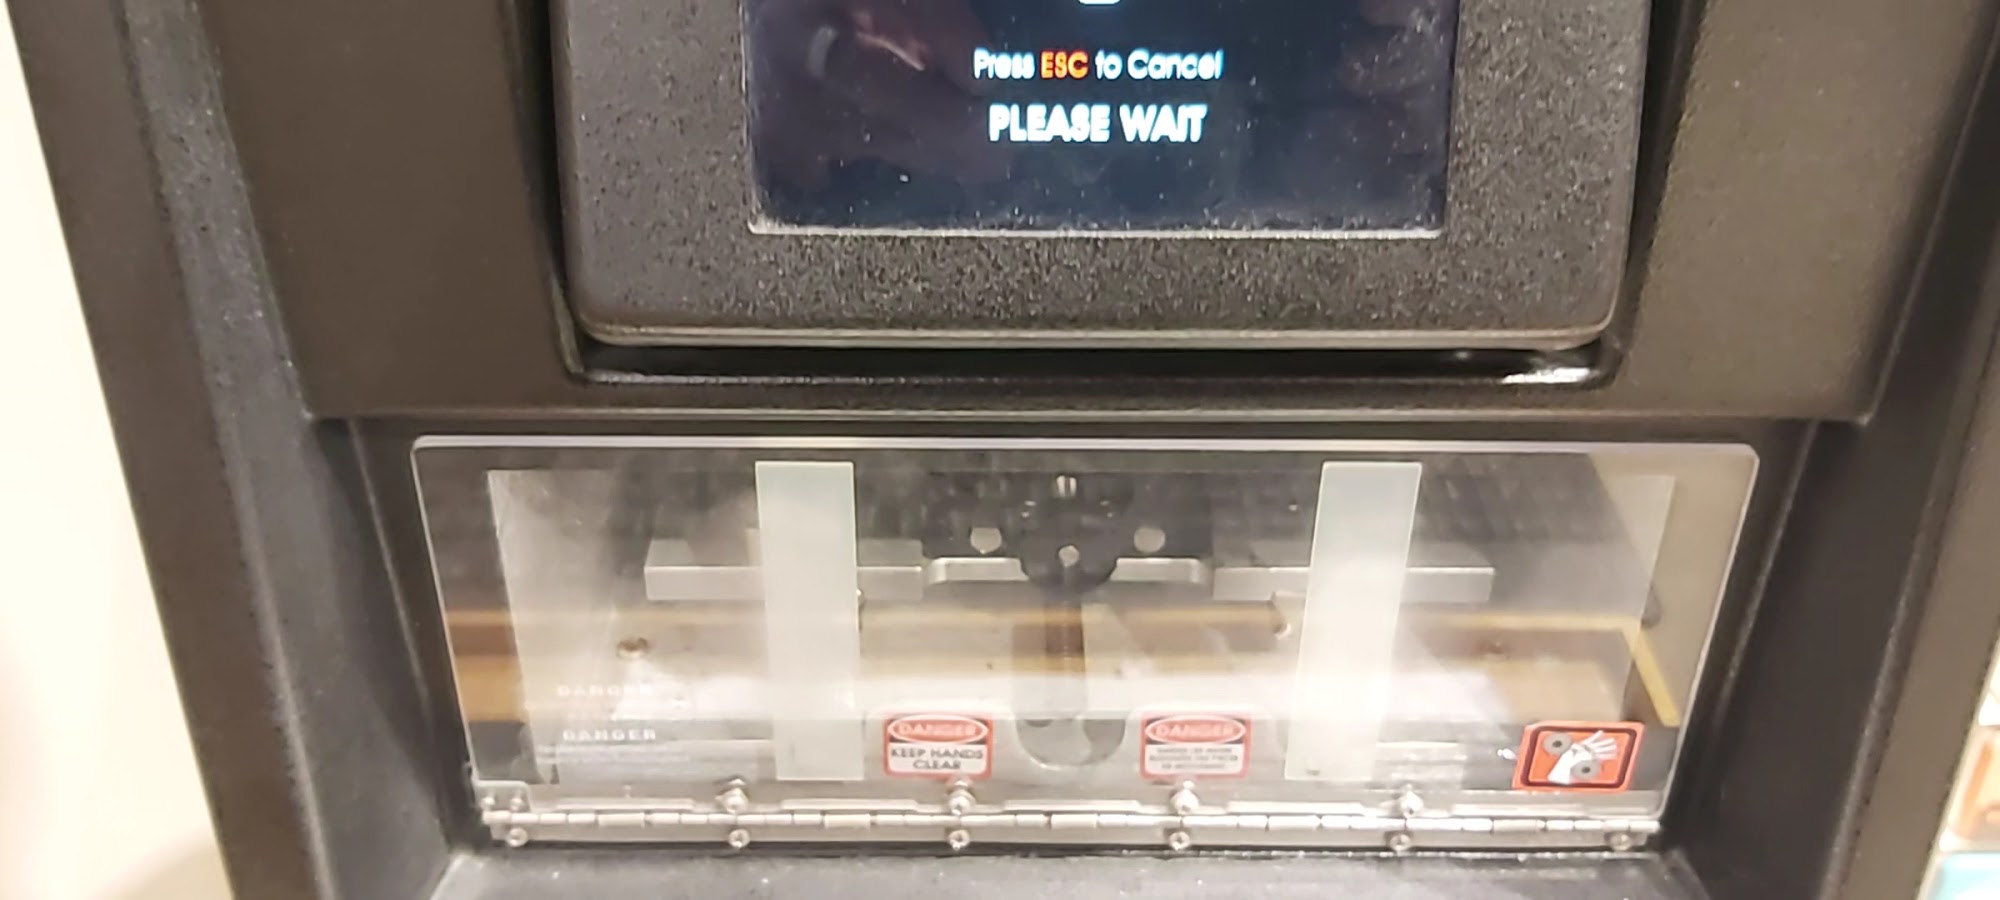 Press ESC to Cancel
PLEASE WAIT
DANGER
DANGER
DANGER
KEEP HANDS
CLEAR
DANGER